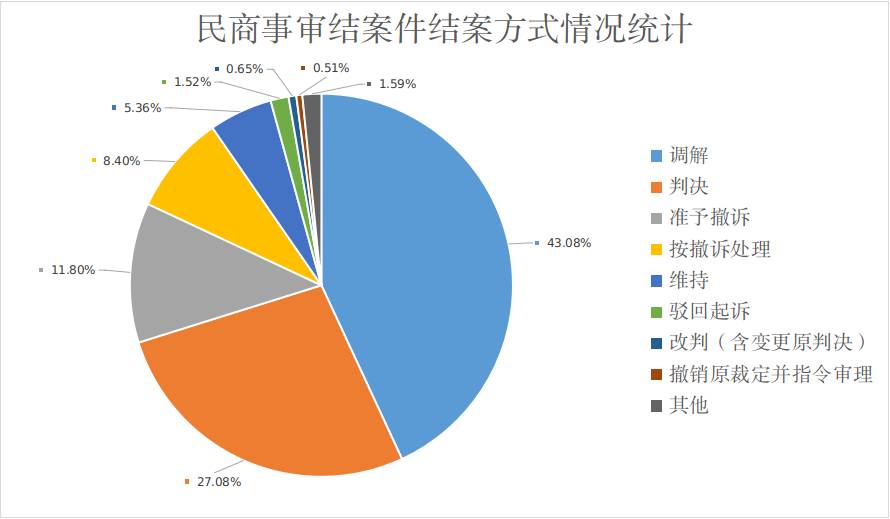 民商事审结案件结案方式情况统计
0.65%
0.51%
1.52%
1.59%
5.36%
8.40%
11.80%
43.08%
27.08%
调解
判决
准予撤诉
按撤诉处理
维持
驳回起诉
改判（含变更原判决）
撤销原裁定并指令审理
其他